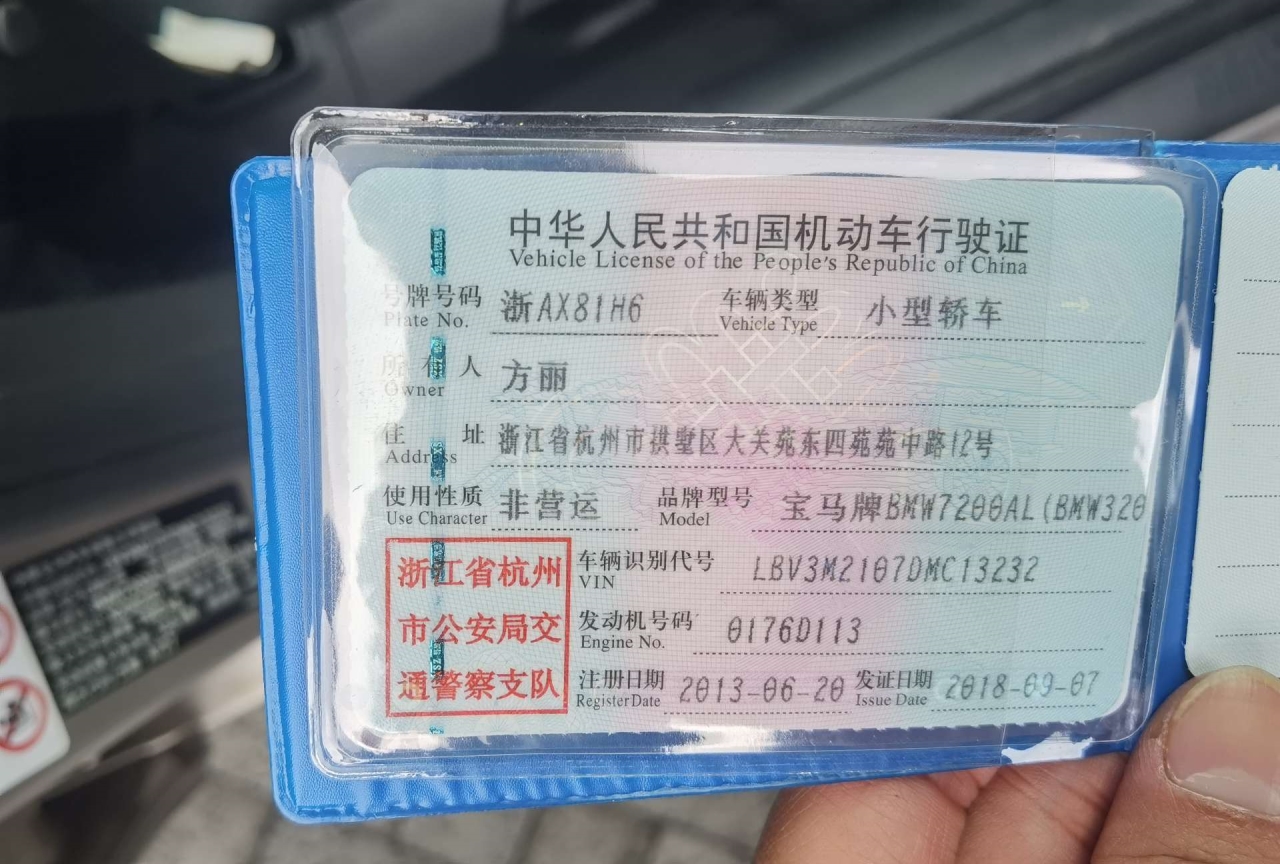 中华人民共和国机动车行驶证
Vehicle License of the People's Republic of China
号牌号码 浙AX81H6 车辆类型 小型轿车
Plate No. Vehicle Type
所有人 方丽
Owner
住址 浙江省杭州市拱墅区大关苑东四苑苑中路12号
Address
使用性质 非营运 品牌型号 宝马牌BMW7200AL(BMW320
Use Character Model
浙江省杭州
市公安局交
通警察支队
车辆识别代号 LBV3M2107DMC13232
VIN
发动机号码 0176D113
Engine No.
注册日期 2013-06-20 发证日期 2018-09-07
Register Date Issue Date